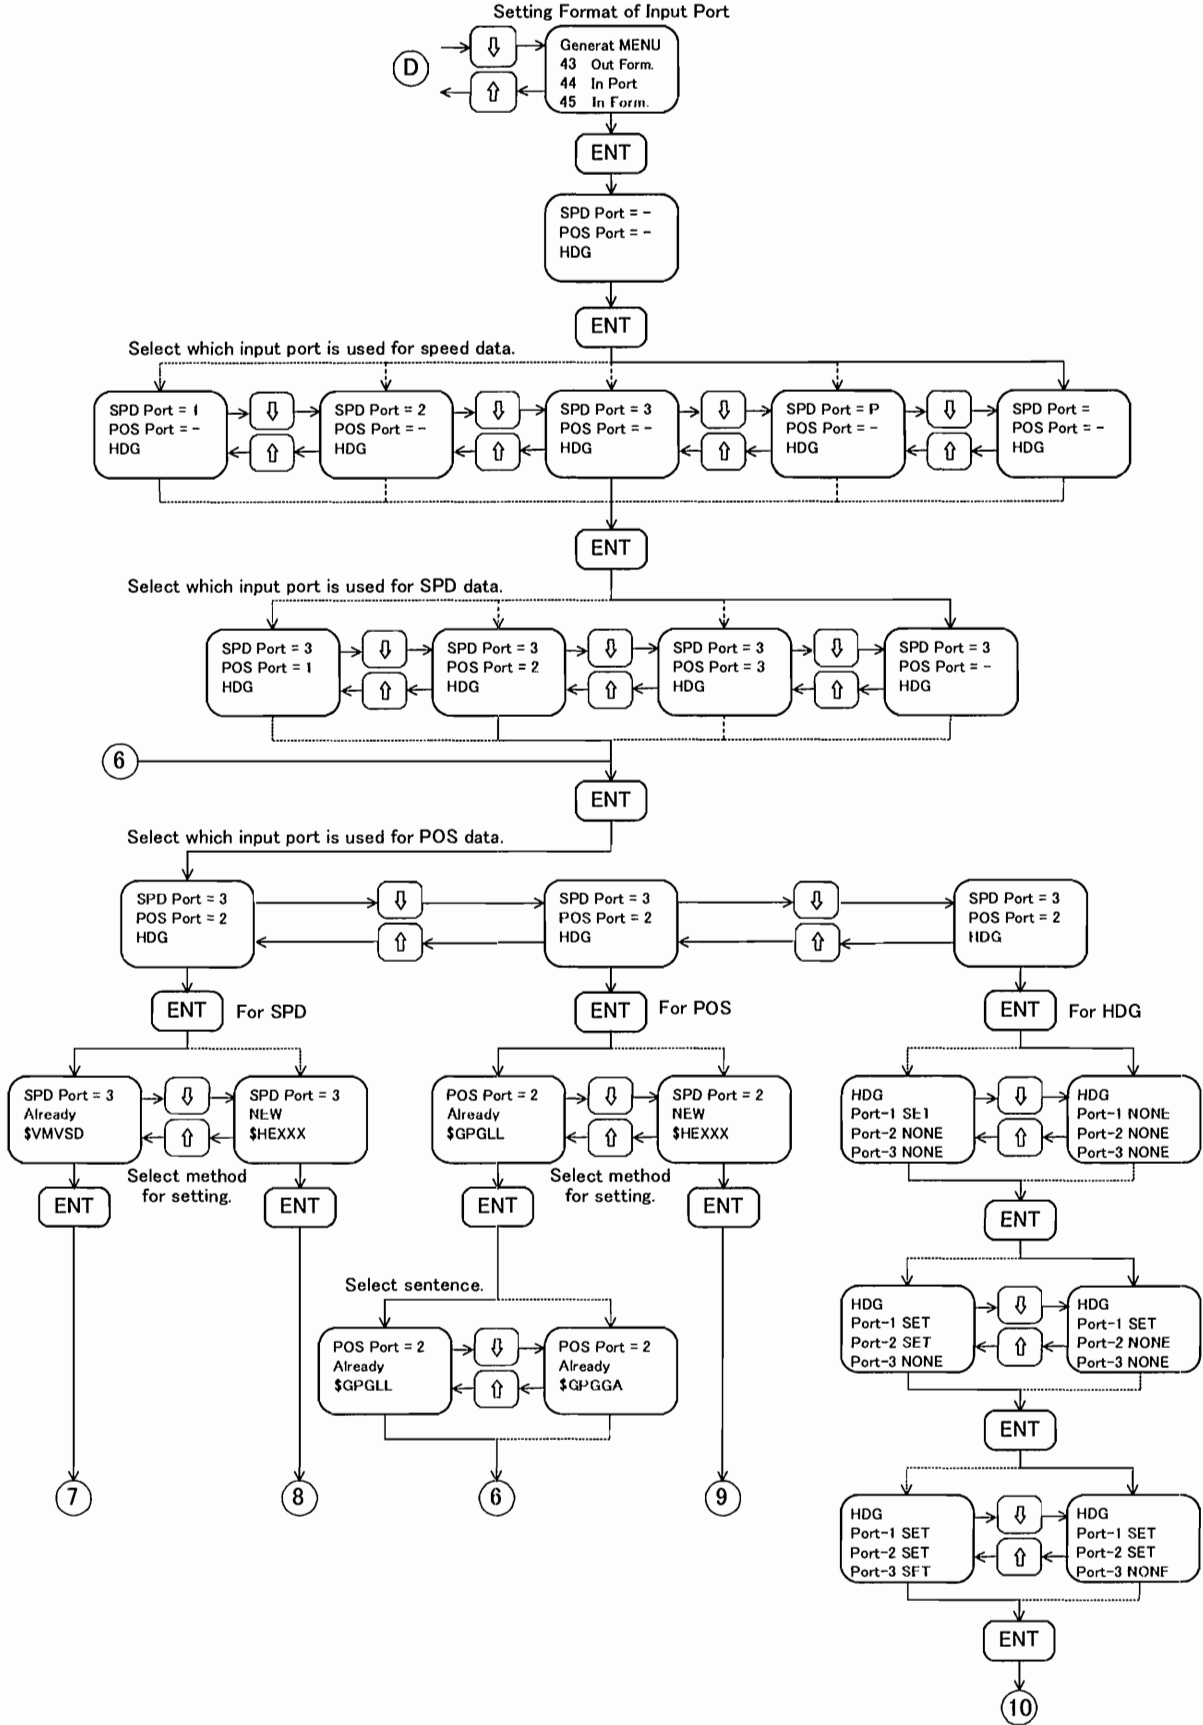 Setting Format of Input Port
D
⇩
⇧
Generat MENU
43 Out Form.
44 In Port
45 In Form.
ENT
SPD Port = -
POS Port = -
HDG
ENT
Select which input port is used for speed data.
SPD Port = 1
POS Port = -
HDG
⇩
⇧
SPD Port = 2
POS Port = -
HDG
⇩
⇧
SPD Port = 3
POS Port = -
HDG
⇩
⇧
SPD Port = P
POS Port = -
HDG
⇩
⇧
SPD Port =
POS Port = -
HDG
ENT
Select which input port is used for SPD data.
SPD Port = 3
POS Port = 1
HDG
⇩
⇧
SPD Port = 3
POS Port = 2
HDG
⇩
⇧
SPD Port = 3
POS Port = 3
HDG
⇩
⇧
SPD Port = 3
POS Port = -
HDG
6
ENT
Select which input port is used for POS data.
SPD Port = 3
POS Port = 2
HDG
⇩
⇧
SPD Port = 3
POS Port = 2
HDG
⇩
⇧
SPD Port = 3
POS Port = 2
HDG
ENT
For SPD
ENT
For POS
ENT
For HDG
SPD Port = 3
Already
$VMVSD
⇩
⇧
SPD Port = 3
NEW
$HEXXX
Select method
for setting.
ENT
ENT
POS Port = 2
Already
$GPGLL
⇩
⇧
SPD Port = 2
NEW
$HEXXX
Select method
for setting.
ENT
ENT
HDG
Port-1 SET
Port-2 NONE
Port-3 NONE
⇩
⇧
HDG
Port-1 NONE
Port-2 NONE
Port-3 NONE
ENT
Select sentence.
POS Port = 2
Already
$GPGLL
⇩
⇧
POS Port = 2
Already
$GPGGA
HDG
Port-1 SET
Port-2 SET
Port-3 NONE
⇩
⇧
HDG
Port-1 SET
Port-2 NONE
Port-3 NONE
ENT
7
8
6
9
HDG
Port-1 SET
Port-2 SET
Port-3 SET
⇩
⇧
HDG
Port-1 SET
Port-2 SET
Port-3 NONE
ENT
10